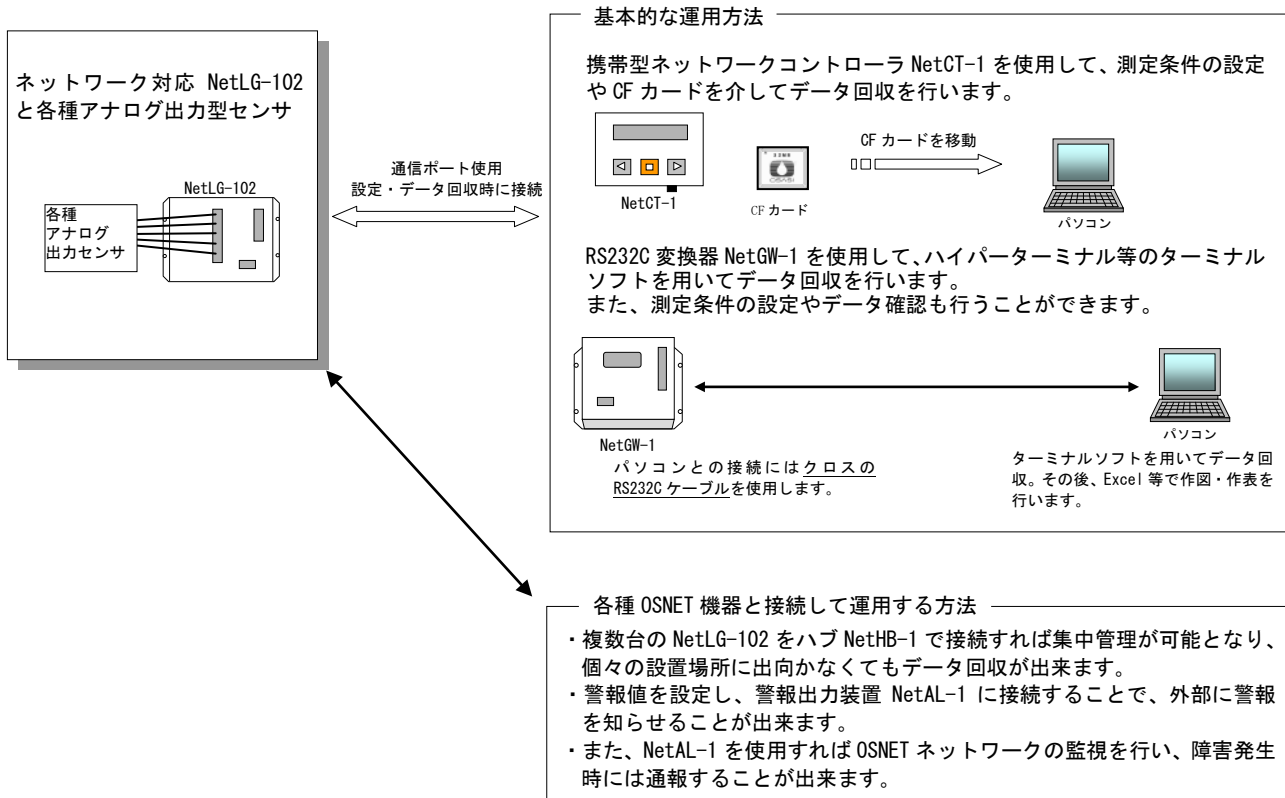 ネットワーク対応 NetLG-102
と各種アナログ出力型センサ
NetLG-102
各種
アナログ
出力センサ
通信ポート使用
設定・データ回収時に接続
基本的な運用方法
携帯型ネットワークコントローラ NetCT-1 を使用して、測定条件の設定
や CF カードを介してデータ回収を行います。
CF カードを移動
NetCT-1
CF カード
パソコン
RS232C 変換器 NetGW-1 を使用して、ハイパーターミナル等のターミナル
ソフトを用いてデータ回収を行います。
また、測定条件の設定やデータ確認も行うことができます。
NetGW-1
パソコンとの接続にはクロスの
RS232C ケーブルを使用します。
パソコン
ターミナルソフトを用いてデータ回
収。その後、Excel 等で作図・作表を
行います。
各種 OSNET 機器と接続して運用する方法
・複数台の NetLG-102 をハブ NetHB-1 で接続すれば集中管理が可能となり、
個々の設置場所に出向かなくてもデータ回収が出来ます。
・警報値を設定し、警報出力装置 NetAL-1 に接続することで、外部に警報
を知らせることが出来ます。
・また、NetAL-1 を使用すれば OSNET ネットワークの監視を行い、障害発生
時には通報することが出来ます。